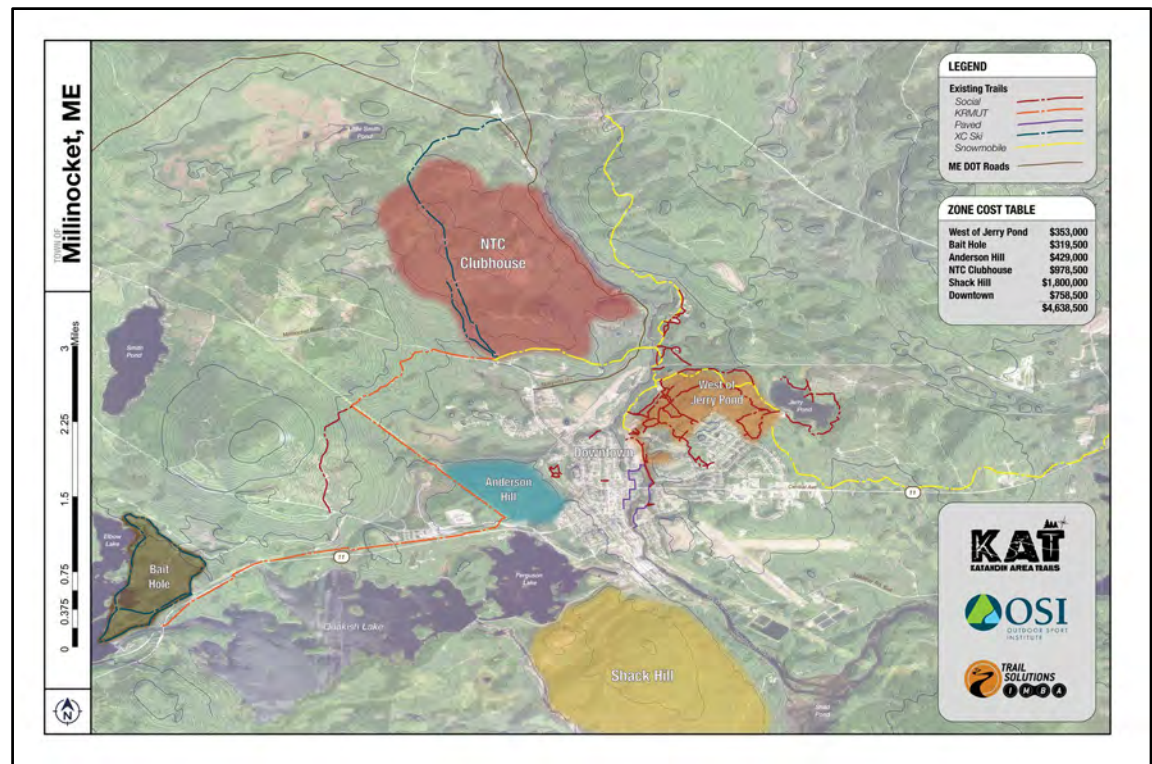 TOWN OF
Millinocket, ME
Miles
3
2.25
1.5
0.75
0.375
0
N
LEGEND
Existing Trails
Social
KRMUT
Paved
XC Ski
Snowmobile
ME DOT Roads
ZONE COST TABLE
West of Jerry Pond $353,000
Bait Hole $319,500
Anderson Hill $429,000
NTC Clubhouse $978,500
Shack Hill $1,800,000
Downtown $758,500
$4,638,500
Smith
Pond
NTC
Clubhouse
West of
Jerry Pond
Jerry
Pond
Downtown
Anderson
Hill
11
11
Elbow
Lake
Bait
Hole
Ferguson
Lake
Quakish Lake
Shack Hill
Pond
KAT
KATAHDIN AREA TRAILS
OSI
OUTDOOR SPORT
INSTITUTE
TRAIL
SOLUTIONS
IMBA